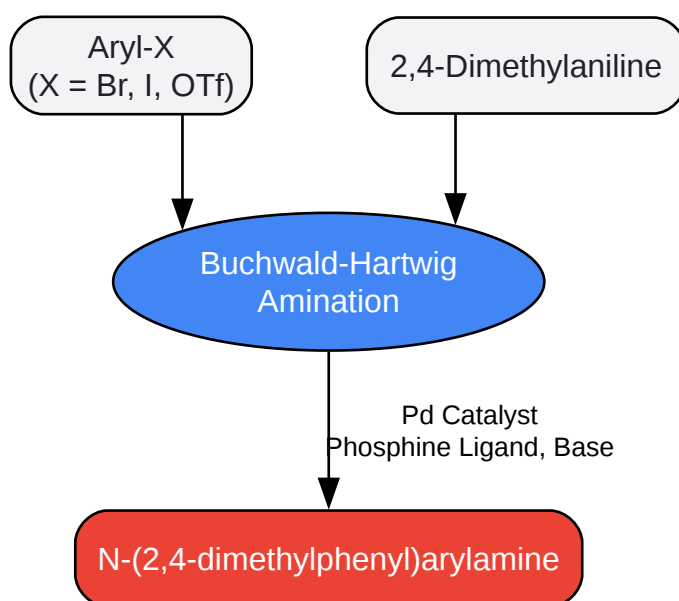 Aryl-X
(X = Br, I, OTf)
2,4-Dimethylaniline
Buchwald-Hartwig
Amination
Pd Catalyst
Phosphine Ligand, Base
N-(2,4-dimethylphenyl)arylamine